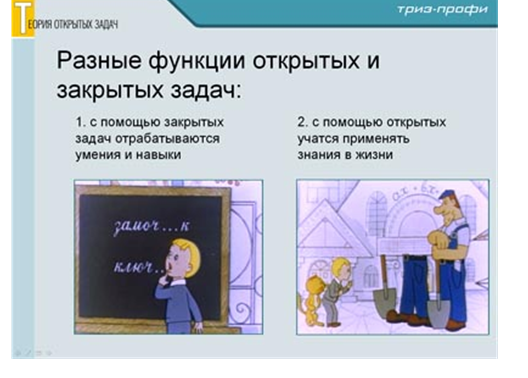 ТЕОРИЯ ОТКРЫТЫХ ЗАДАЧ
триз-профи
Разные функции открытых и
закрытых задач:
1. с помощью закрытых
задач отрабатываются
умения и навыки
2. с помощью открытых
учатся применять
знания в жизни
замоч...к
ключ..